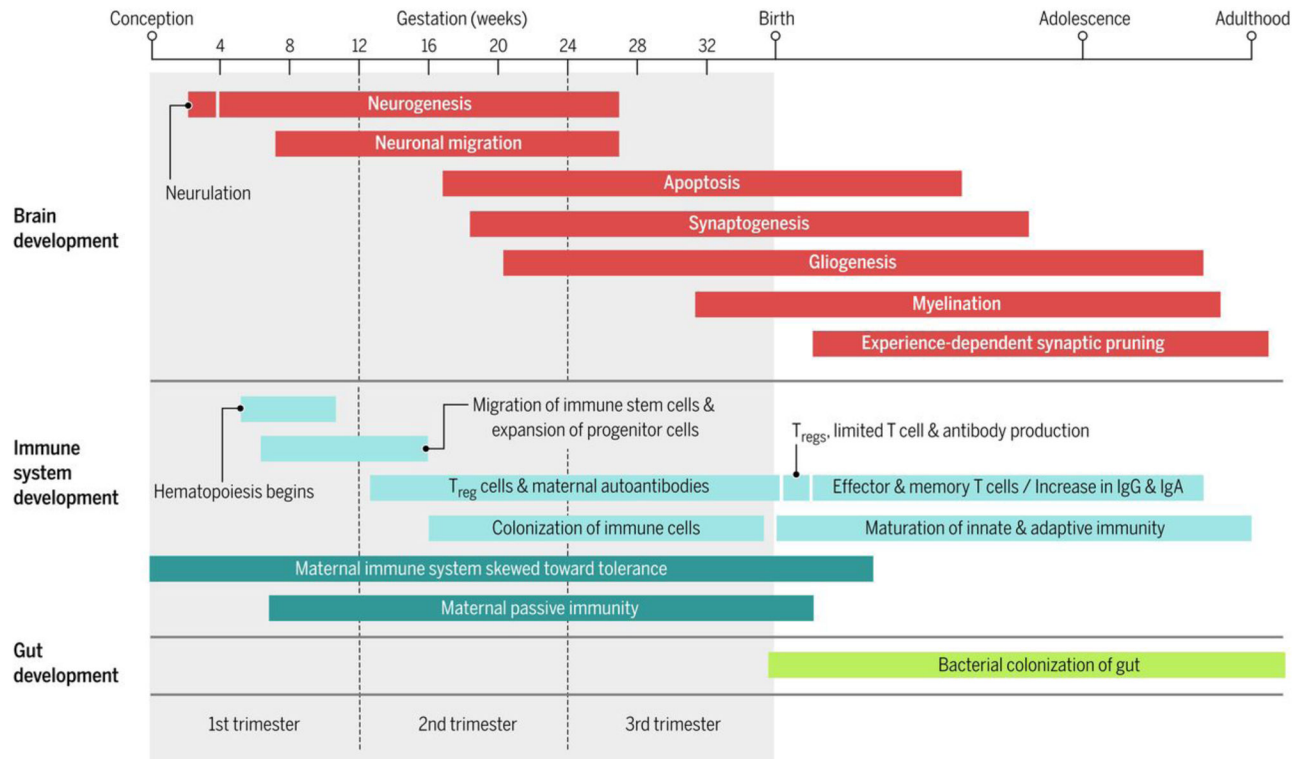 Conception
Gestation (weeks)
Birth
Adolescence
Adulthood
4 8 12 16 20 24 28 32
Neurogenesis
Neuronal migration
Neurulation
Apoptosis
Brain
development
Synaptogenesis
Gliogenesis
Myelination
Experience-dependent synaptic pruning
Immune
system
development
Migration of immune stem cells &
expansion of progenitor cells
Hematopoiesis begins
Tregs, limited T cell & antibody production
Treg cells & maternal autoantibodies
Effector & memory T cells / Increase in IgG & IgA
Colonization of immune cells
Maturation of innate & adaptive immunity
Maternal immune system skewed toward tolerance
Maternal passive immunity
Gut
development
Bacterial colonization of gut
1st trimester
2nd trimester
3rd trimester